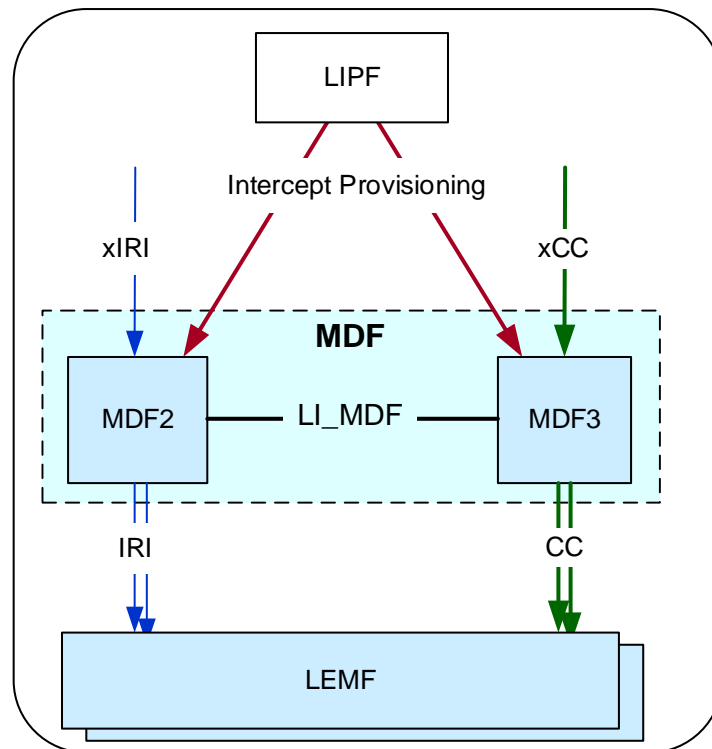 LIPF
Intercept Provisioning
xIRI
xCC
MDF
MDF2
LI_MDF
MDF3
IRI
CC
LEMF